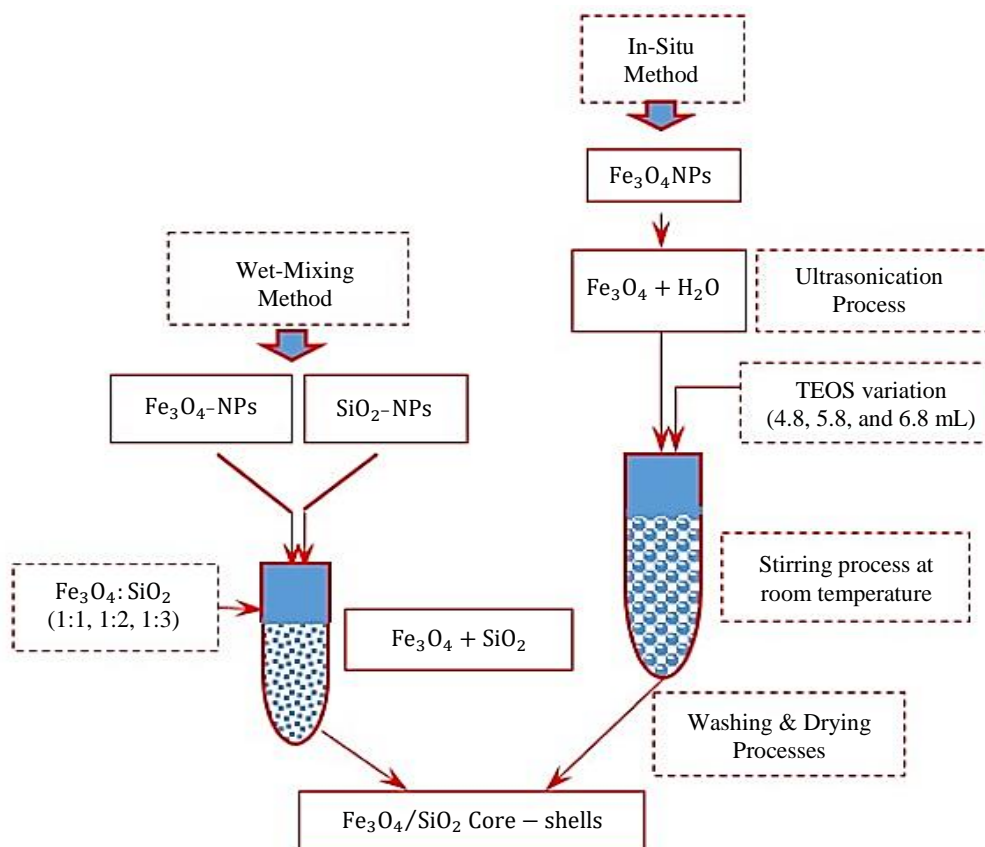 In-Situ
Method
Fe₃O₄NPs
Fe₃O₄ + H₂O
Ultrasonication
Process
TEOS variation
(4.8, 5.8, and 6.8 mL)
Stirring process at
room temperature
Washing & Drying
Processes
Wet-Mixing
Method
Fe₃O₄-NPs
SiO₂-NPs
Fe₃O₄:SiO₂
(1:1, 1:2, 1:3)
Fe₃O₄ + SiO₂
Fe₃O₄/SiO₂ Core − shells